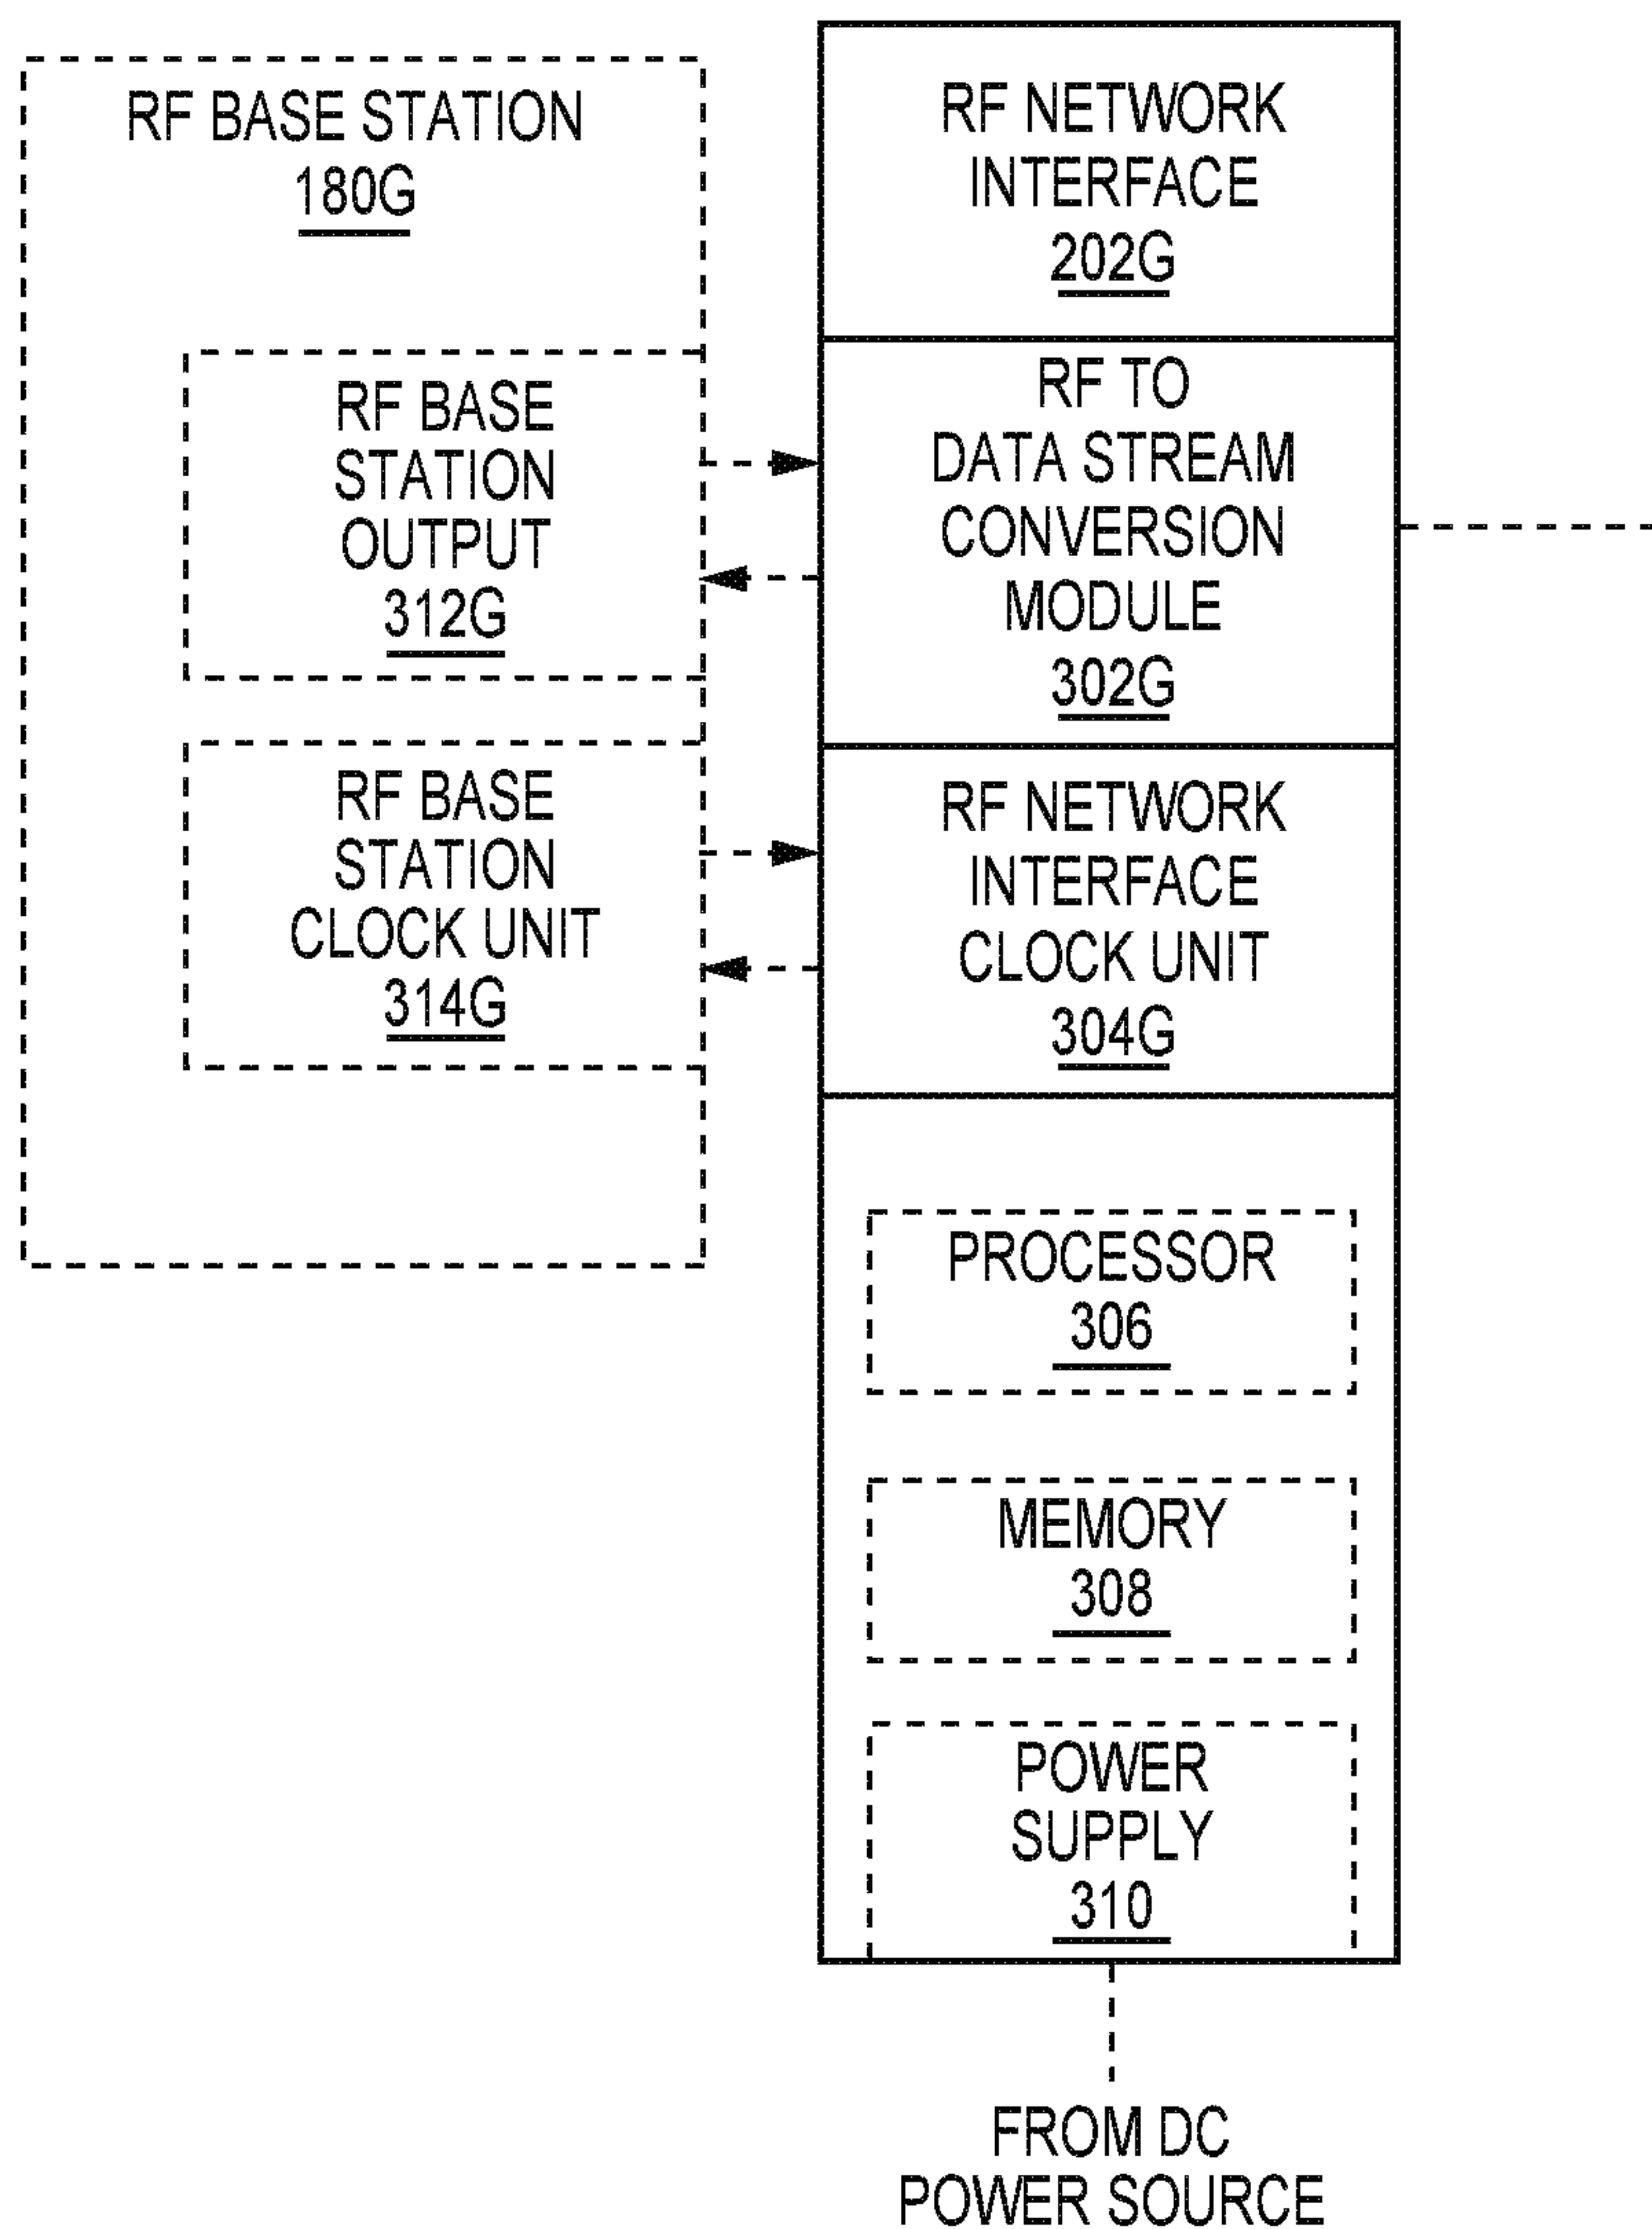 RF BASE STATION
180G
RF BASE
STATION
OUTPUT
312G
RF BASE
STATION
CLOCK UNIT
314G
RF NETWORK
INTERFACE
202G
RF TO
DATA STREAM
CONVERSION
MODULE
302G
RF NETWORK
INTERFACE
CLOCK UNIT
304G
PROCESSOR
306
MEMORY
308
POWER
SUPPLY
310
FROM DC
POWER SOURCE